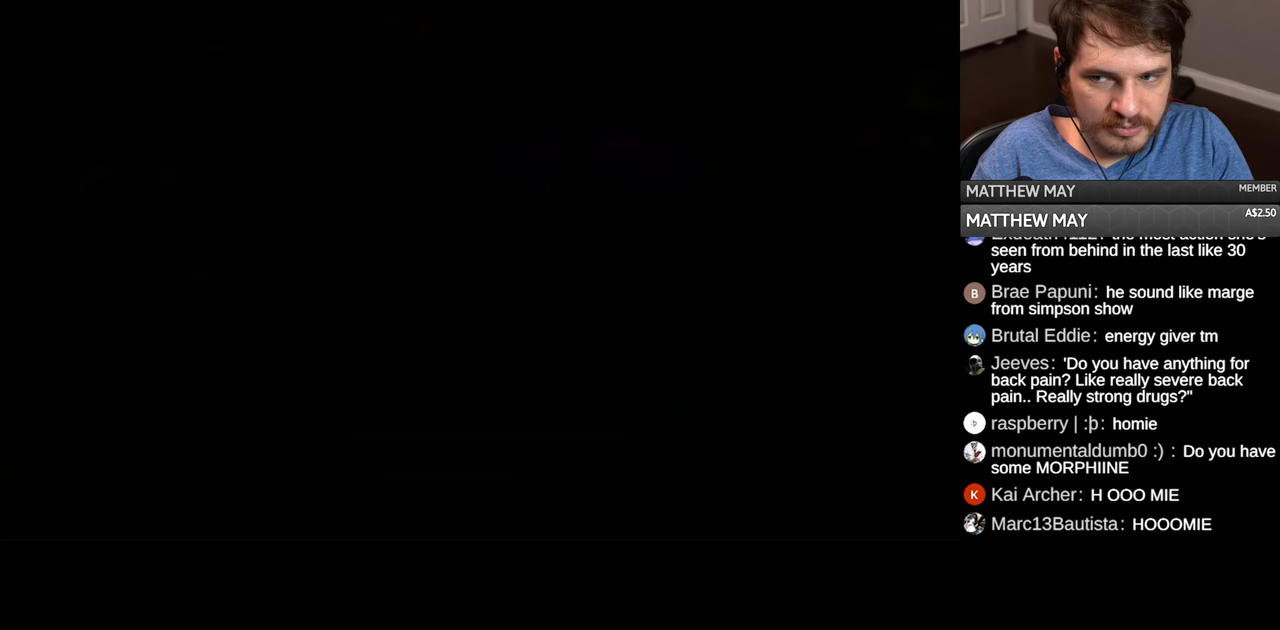 MATTHEW MAY
MEMBER
MATTHEW MAY
A$2.50
seen from behind in the last like 30
years
B
Brae Papuni: he sound like marge
from simpson show
Brutal Eddie: energy giver tm
Jeeves: 'Do you have anything for
back pain? Like really severe back
pain.. Really strong drugs?"
raspberry | :þ: homie
monumentaldumb0 :) : Do you have
some MORPHIINE
K
Kai Archer: H OOO MIE
Marc13Bautista: HOOOMIE